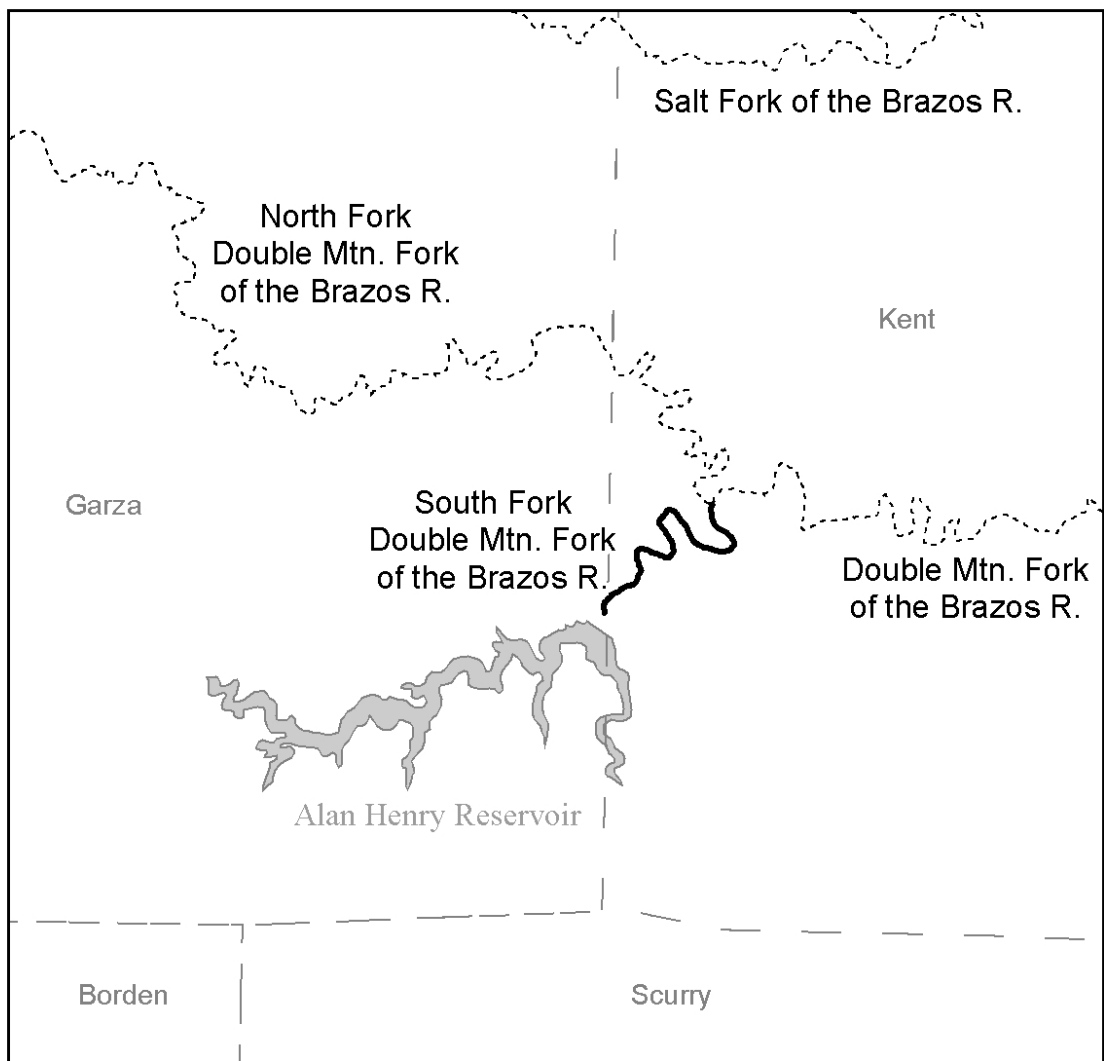 Salt Fork of the Brazos R.
North Fork
Double Mtn. Fork
of the Brazos R.
Kent
Garza
South Fork
Double Mtn. Fork
of the Brazos R.
Double Mtn. Fork
of the Brazos R.
Alan Henry Reservoir
Borden
Scurry